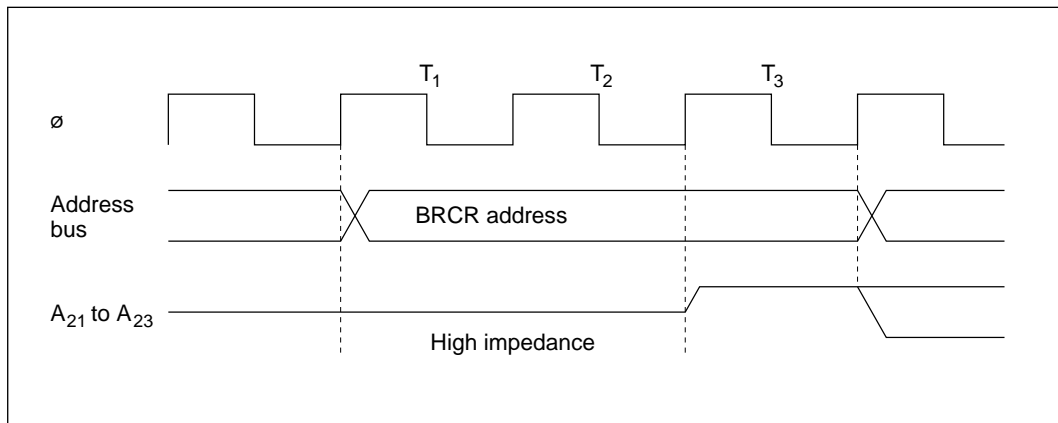 T1 T2 T3
ø
Address
bus
BRCR address
A21 to A23
High impedance